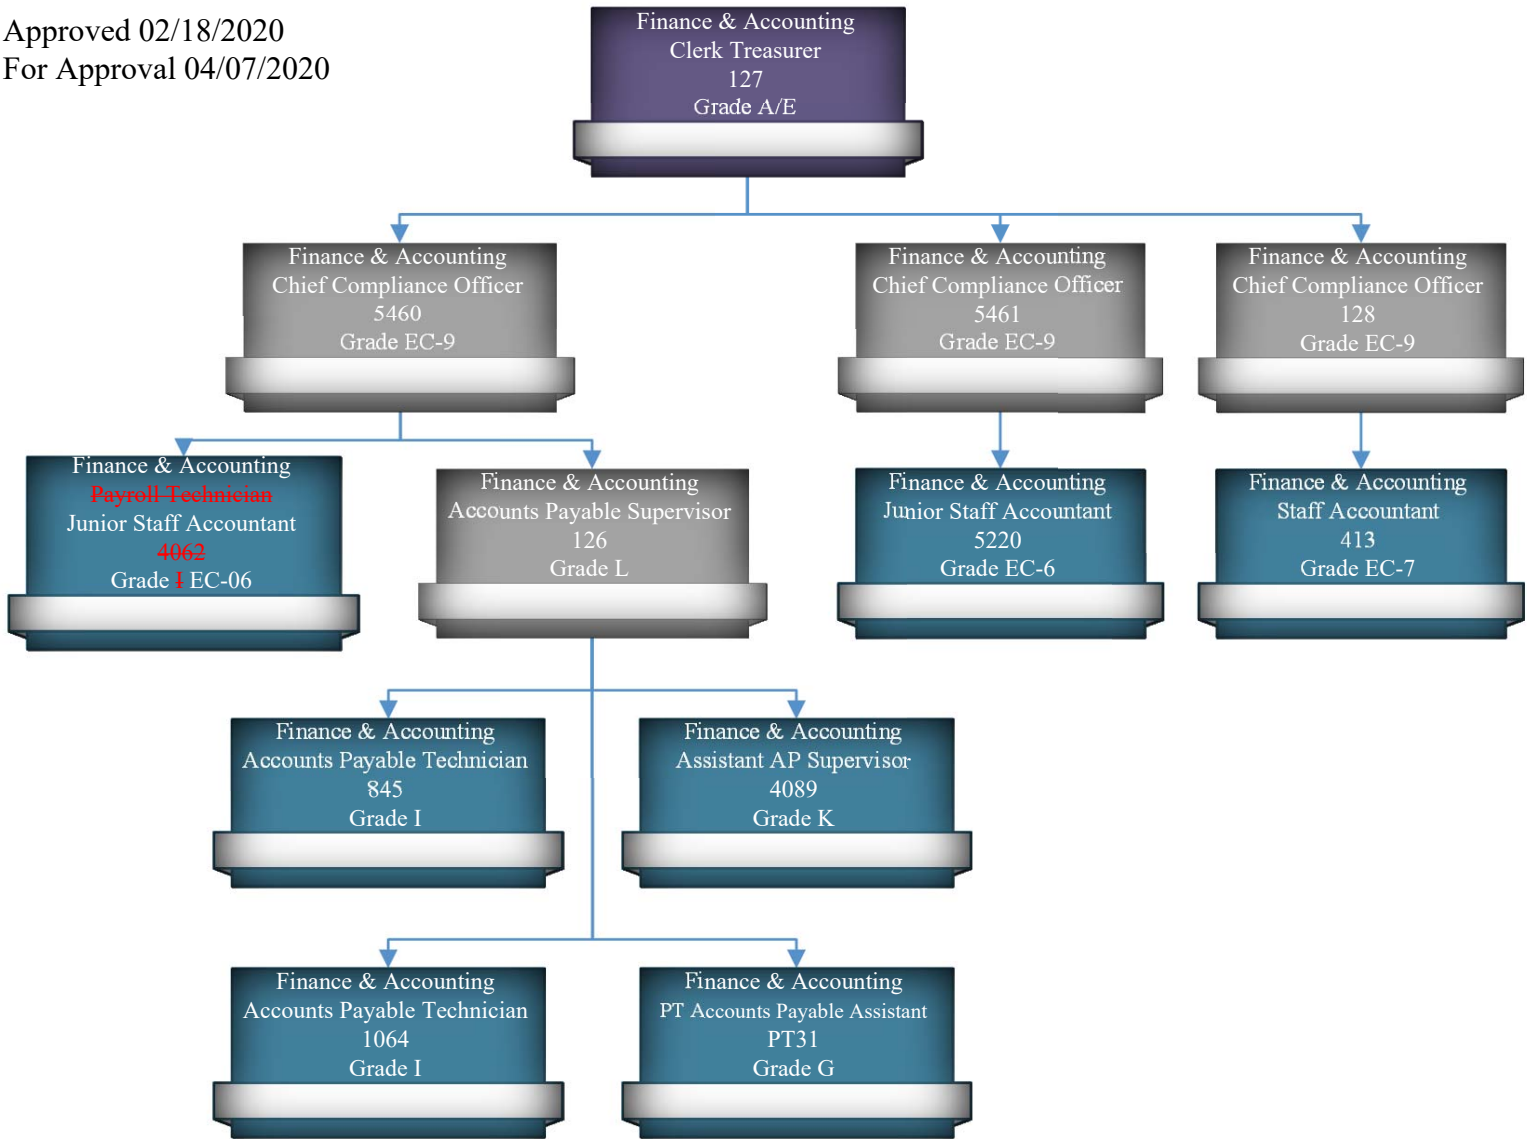 Approved 02/18/2020
For Approval 04/07/2020
Finance & Accounting
Clerk Treasurer
127
Grade A/E
Finance & Accounting
Chief Compliance Officer
5460
Grade EC-9
Finance & Accounting
Chief Compliance Officer
5461
Grade EC-9
Finance & Accounting
Chief Compliance Officer
128
Grade EC-9
Finance & Accounting
Payroll Technician
Junior Staff Accountant
4062
Grade I EC-06
Finance & Accounting
Accounts Payable Supervisor
126
Grade L
Finance & Accounting
Junior Staff Accountant
5220
Grade EC-6
Finance & Accounting
Staff Accountant
413
Grade EC-7
Finance & Accounting
Accounts Payable Technician
845
Grade I
Finance & Accounting
Assistant AP Supervisor
4089
Grade K
Finance & Accounting
Accounts Payable Technician
1064
Grade I
Finance & Accounting
PT Accounts Payable Assistant
PT31
Grade G